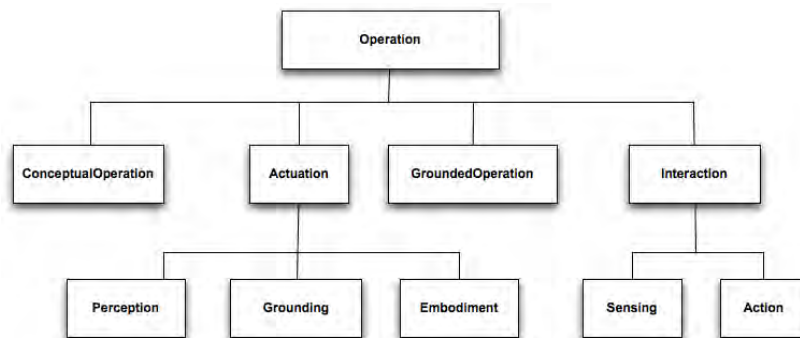 Operation
ConceptualOperation
Actuation
GroundedOperation
Interaction
Perception
Grounding
Embodiment
Sensing
Action